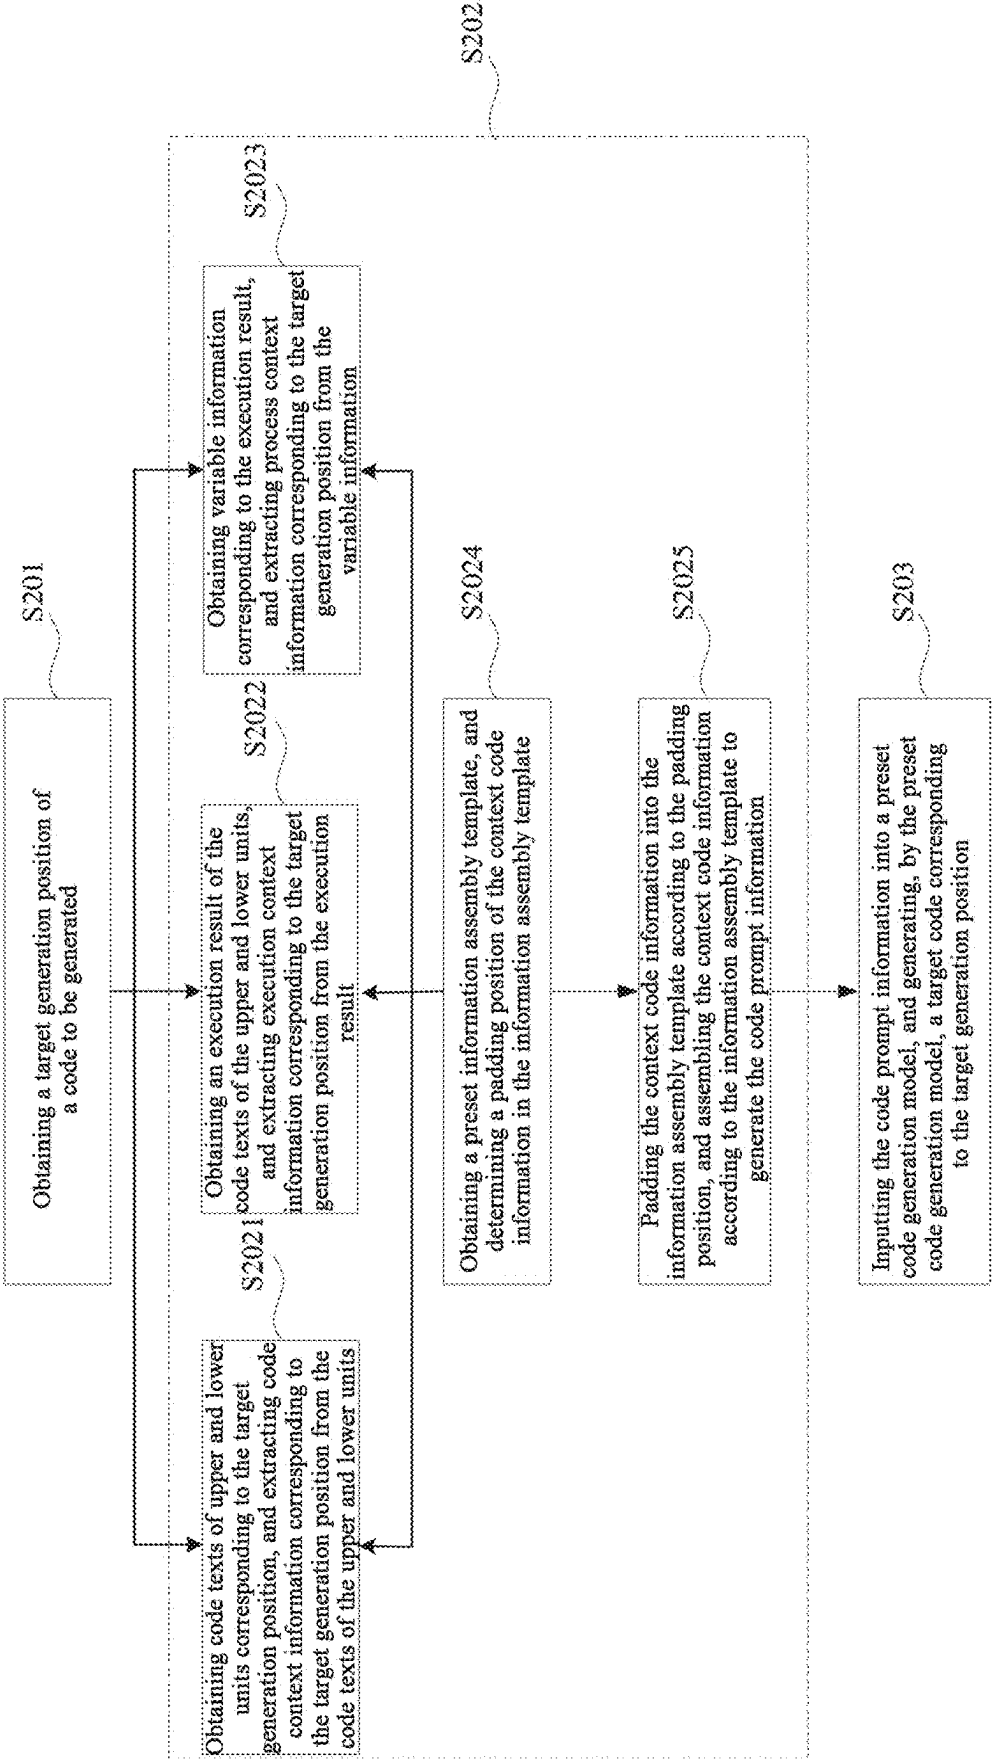 S201
Obtaining a target generation position of
a code to be generated
S202
S2021
Obtaining code texts of upper and lower
units corresponding to the target
generation position, and extracting code
context information corresponding to
the target generation position from the
code texts of the upper and lower units
S2022
Obtaining an execution result of the
code texts of the upper and lower units,
and extracting execution context
information corresponding to the target
generation position from the execution
result
S2023
Obtaining variable information
corresponding to the execution result,
and extracting process context
information corresponding to the target
generation position from the
variable information
S2024
Obtaining a preset information assembly template, and
determining a padding position of the context code
information in the information assembly template
S2025
Padding the context code information into the
information assembly template according to the padding
position, and assembling the context code information
according to the information assembly template to
generate the code prompt information
S203
Inputting the code prompt information into a preset
code generation model, and generating, by the preset
code generation model, a target code corresponding
to the target generation position